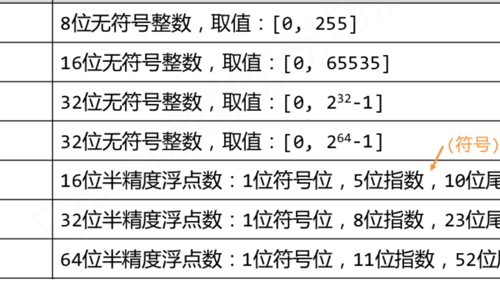 8位无符号整数，取值：[0, 255]
16位无符号整数，取值：[0, 65535]
32位无符号整数，取值：[0, 2³²-1]
32位无符号整数，取值：[0, 2⁶⁴-1]
(符号)
16位半精度浮点数：1位符号位，5位指数，10位尾
32位半精度浮点数：1位符号位，8位指数，23位尾
64位半精度浮点数：1位符号位，11位指数，52位尾